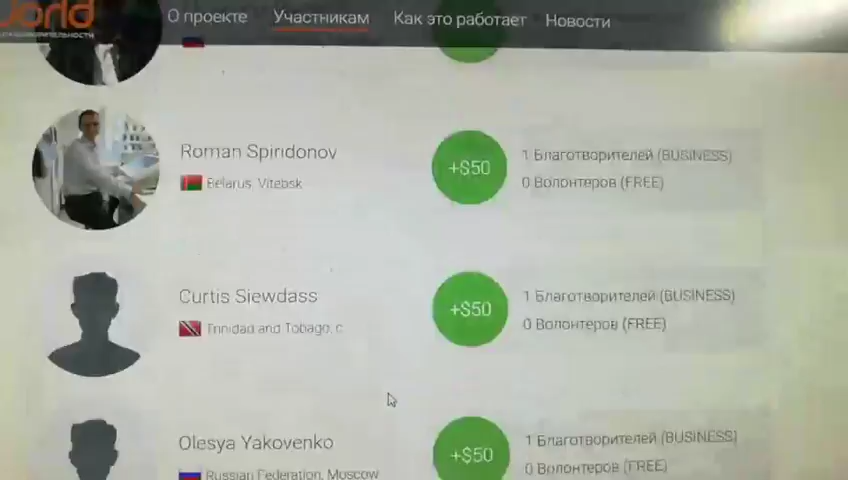 О проекте
Участникам
Как это работает
Новости
Roman Spiridonov
Belarus, Vitebsk
+$50
1 Благотворителей (BUSINESS)
0 Волонтеров (FREE)
Curtis Siewdass
Trinidad and Tobago, c
+$50
1 Благотворителей (BUSINESS)
0 Волонтеров (FREE)
Olesya Yakovenko
Russian Federation, Moscow
+$50
1 Благотворителей (BUSINESS)
0 Волонтеров (FREE)